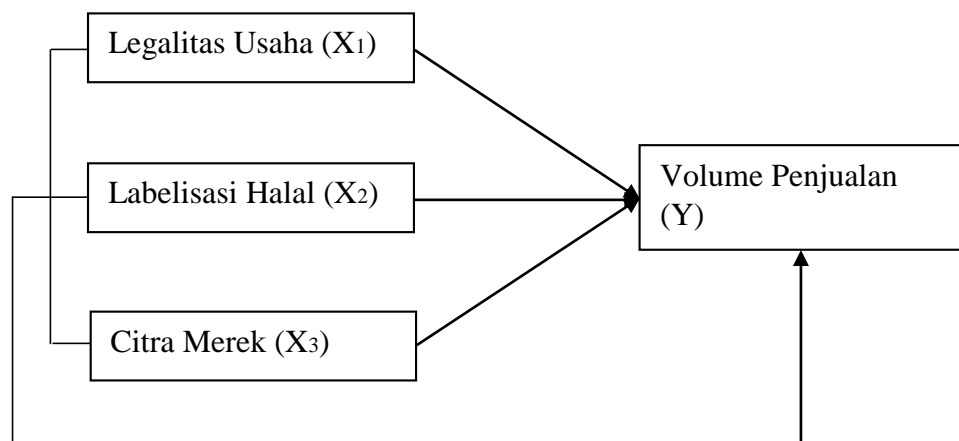 Legalitas Usaha (X₁)
Labelisasi Halal (X₂)
Volume Penjualan
(Y)
Citra Merek (X₃)